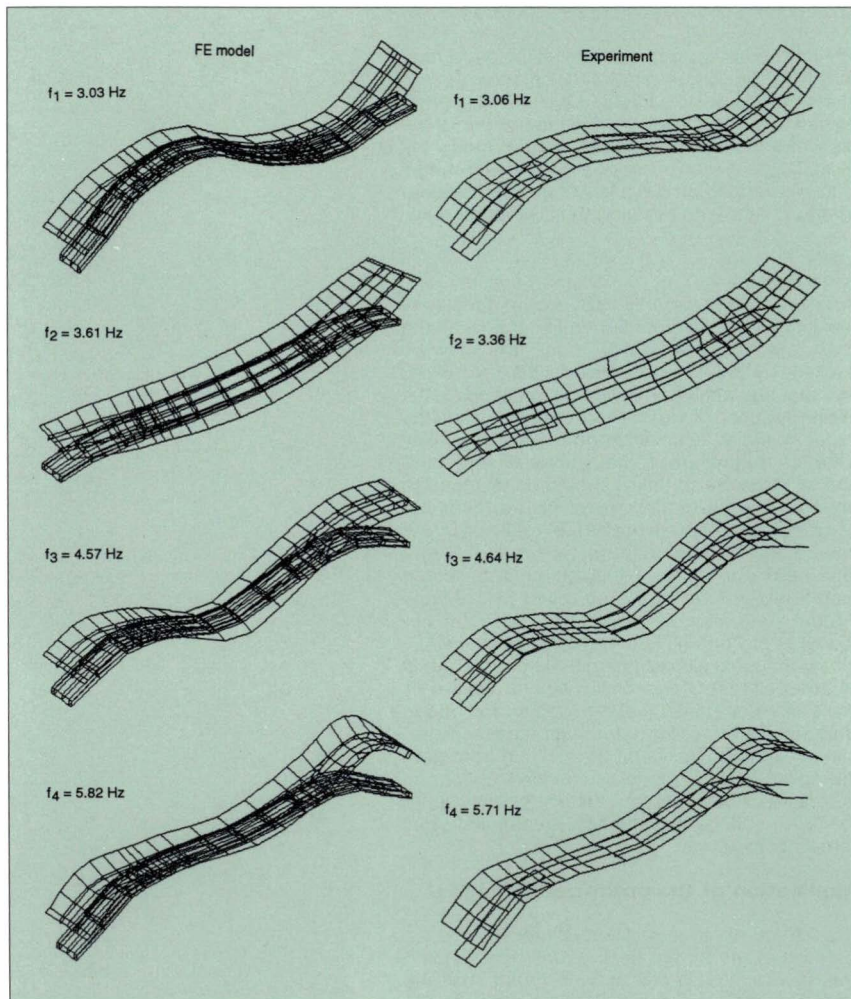 FE model
Experiment
f1 = 3.03 Hz
f1 = 3.06 Hz
f2 = 3.61 Hz
f2 = 3.36 Hz
f3 = 4.57 Hz
f3 = 4.64 Hz
f4 = 5.82 Hz
f4 = 5.71 Hz